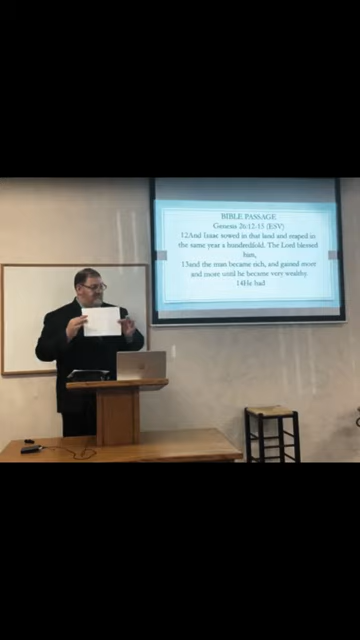 BIBLE PASSAGE
Genesis 26:12-15 (ESV)
12And Isaac sowed in that land and reaped in
the same year a hundredfold. The Lord blessed
him,
13and the man became rich, and gained more
and more until he became very wealthy.
14He had